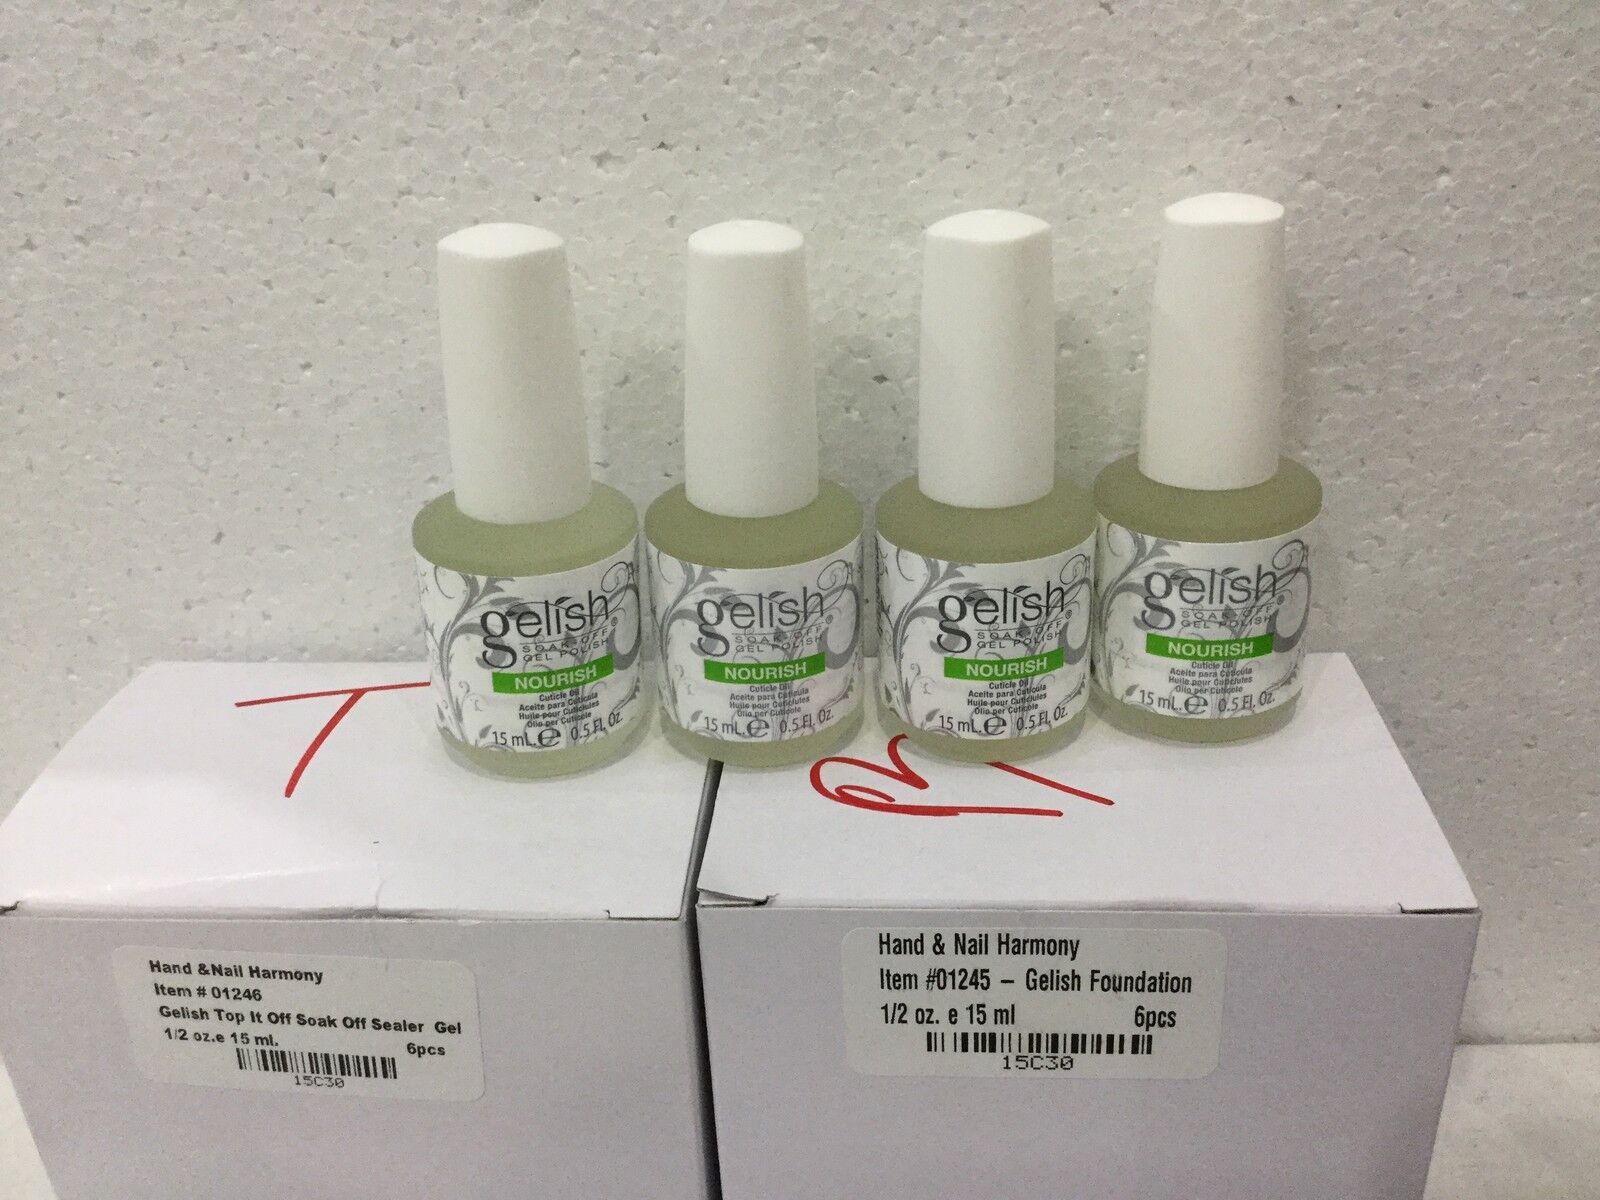 gelish
SOAK-OFF
GEL POLISH®
NOURISH
Cuticle Oil
Aceite para Cuticula
Huile pour Cuticules
Olio per Cuticole
15 mL. e 0.5 Fl. Oz.
gelish
SOAK-OFF
GEL POLISH®
NOURISH
Cuticle Oil
Aceite para Cuticula
Huile pour Cuticules
Olio per Cuticole
15 mL. e 0.5 Fl. Oz.
gelish
SOAK-OFF
GEL POLISH®
NOURISH
Cuticle Oil
Aceite para Cuticula
Huile pour Cuticules
Olio per Cuticole
15 mL. e 0.5 Fl. Oz.
gelish
SOAK-OFF
GEL POLISH®
NOURISH
Cuticle Oil
Aceite para Cuticula
Huile pour Cuticules
Olio per Cuticole
15 mL. e 0.5 Fl. Oz.
T
Hand &Nail Harmony
Item # 01246
Gelish Top It Off Soak Off Sealer Gel
1/2 oz.e 15 ml. 6pcs
15C30
Hand & Nail Harmony
Item #01245 – Gelish Foundation
1/2 oz. e 15 ml 6pcs
15C30